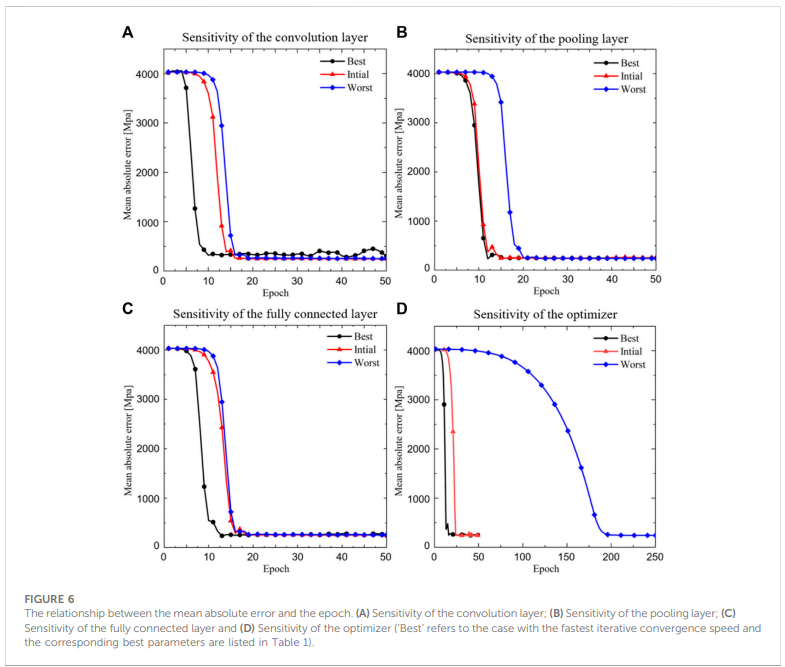 A
Sensitivity of the convolution layer
Best
Intial
Worst
4000
3000
2000
1000
0
Mean absolute error [Mpa]
0 10 20 30 40 50
Epoch
B
Sensitivity of the pooling layer
Best
Intial
Worst
4000
3000
2000
1000
0
Mean absolute error [Mpa]
0 10 20 30 40 50
Epoch
C
Sensitivity of the fully connected layer
Best
Intial
Worst
4000
3000
2000
1000
0
Mean absolute error [Mpa]
0 10 20 30 40 50
Epoch
D
Sensitivity of the optimizer
Best
Intial
Worst
4000
3000
2000
1000
0
Mean absolute error [Mpa]
0 50 100 150 200 250
Epoch
FIGURE 6
The relationship between the mean absolute error and the epoch. (A) Sensitivity of the convolution layer; (B) Sensitivity of the pooling layer; (C)
Sensitivity of the fully connected layer and (D) Sensitivity of the optimizer ('Best' refers to the case with the fastest iterative convergence speed and
the corresponding best parameters are listed in Table 1).